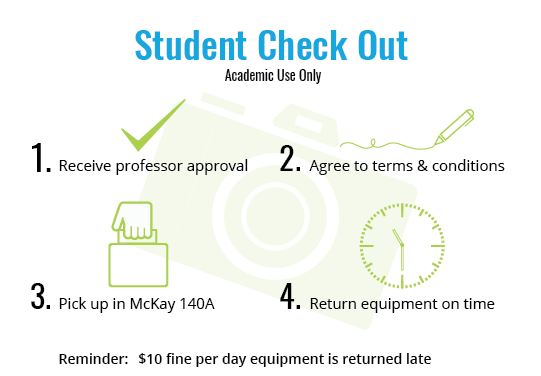 Student Check Out
Academic Use Only
1. Receive professor approval
2. Agree to terms & conditions
3. Pick up in McKay 140A
4. Return equipment on time
Reminder: $10 fine per day equipment is returned late